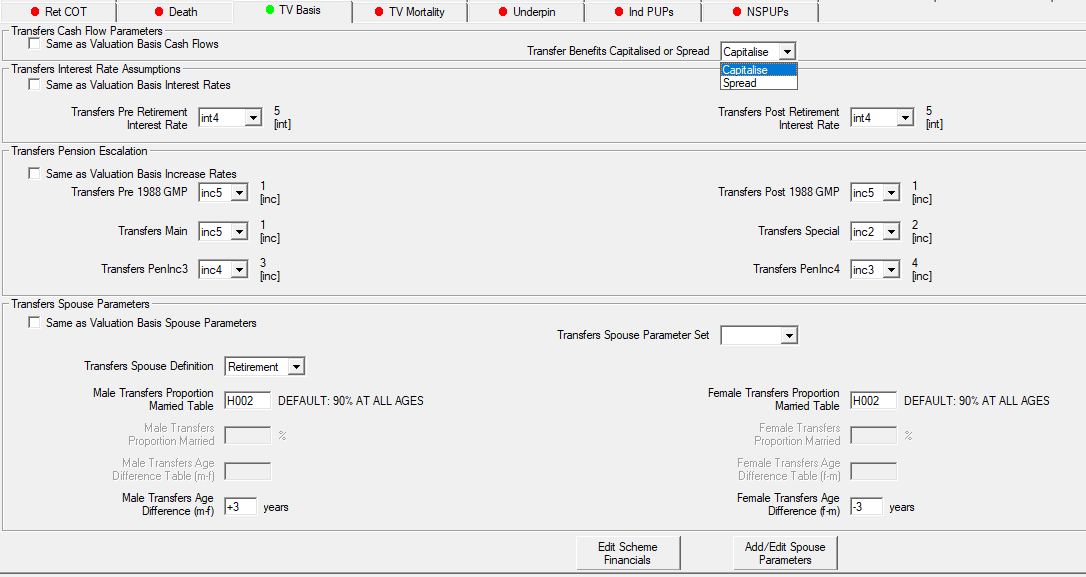 Ret COT
Death
TV Basis
TV Mortality
Underpin
Ind PUPs
NSPUPs
Transfers Cash Flow Parameters
Same as Valuation Basis Cash Flows
Transfer Benefits Capitalised or Spread
Capitalise
Capitalise
Spread
Transfers Interest Rate Assumptions
Same as Valuation Basis Interest Rates
Transfers Pre Retirement
Interest Rate
int4
5
[int]
Transfers Post Retirement
Interest Rate
int4
5
[int]
Transfers Pension Escalation
Same as Valuation Basis Increase Rates
Transfers Pre 1988 GMP
inc5
1
[inc]
Transfers Post 1988 GMP
inc5
1
[inc]
Transfers Main
inc5
1
[inc]
Transfers Special
inc2
2
[inc]
Transfers PenInc3
inc4
3
[inc]
Transfers PenInc4
inc3
4
[inc]
Transfers Spouse Parameters
Same as Valuation Basis Spouse Parameters
Transfers Spouse Parameter Set
Transfers Spouse Definition
Retirement
Male Transfers Proportion
Married Table
H002
DEFAULT: 90% AT ALL AGES
Female Transfers Proportion
Married Table
H002
DEFAULT: 90% AT ALL AGES
Male Transfers
Proportion Married
%
Female Transfers
Proportion Married
%
Male Transfers Age
Difference Table (m-f)
Female Transfers Age
Difference Table (f-m)
Male Transfers Age
Difference (m-f)
+3
years
Female Transfers Age
Difference (f-m)
-3
years
Edit Scheme
Financials
Add/Edit Spouse
Parameters